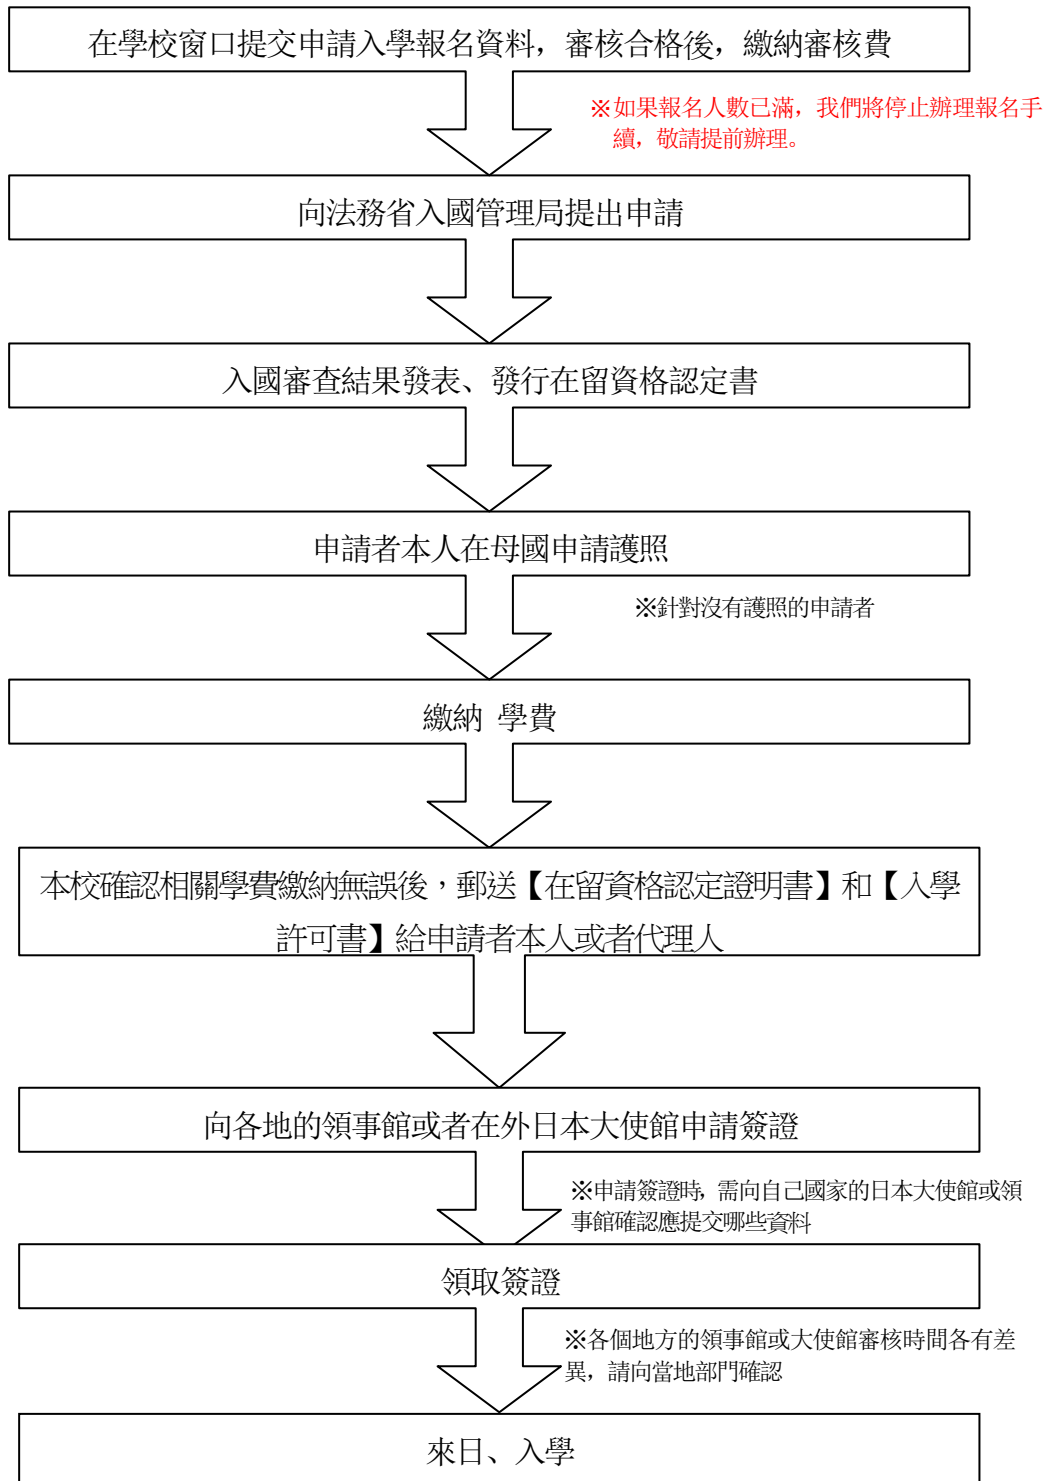 在學校窗口提交申請入學報名資料，審核合格後，繳納審核費
※如果報名人數已滿，我們將停止辦理報名手
續，敬請提前辦理。
向法務省入國管理局提出申請
入國審查結果發表、發行在留資格認定書
申請者本人在母國申請護照
※針對沒有護照的申請者
繳納 學費
本校確認相關學費繳納無誤後，郵送【在留資格認定證明書】和【入學
許可書】給申請者本人或者代理人
向各地的領事館或者在外日本大使館申請簽證
※申請簽證時，需向自己國家的日本大使館或領
事館確認應提交哪些資料
領取簽證
※各個地方的領事館或大使館審核時間各有差
異，請向當地部門確認
來日、入學